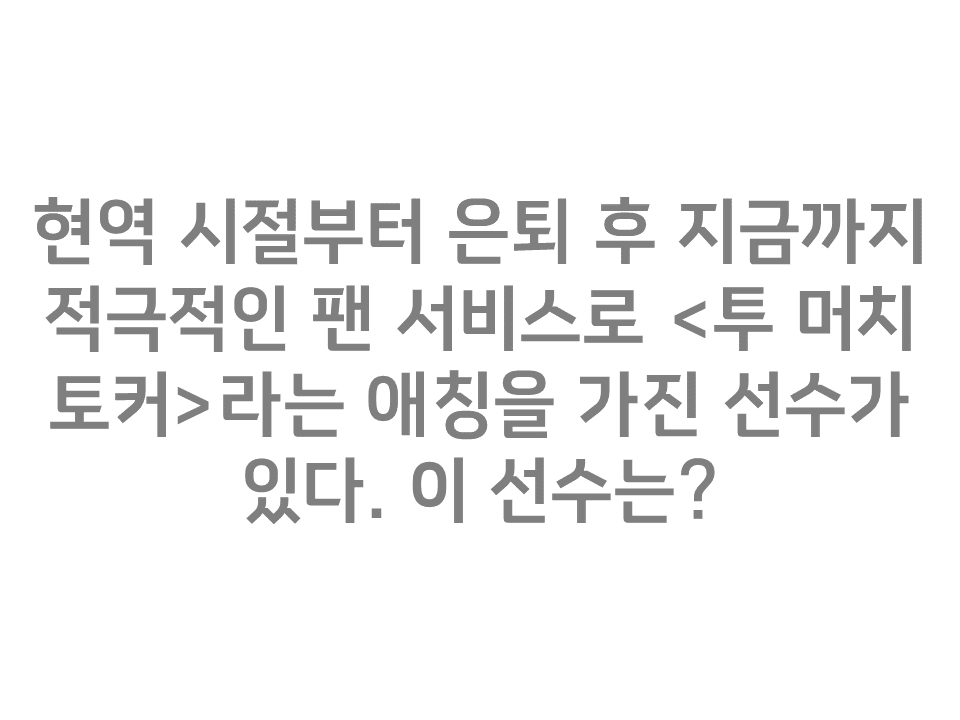 현역 시절부터 은퇴 후 지금까지
적극적인 팬 서비스로 <투 머치
토커>라는 애칭을 가진 선수가
있다. 이 선수는?